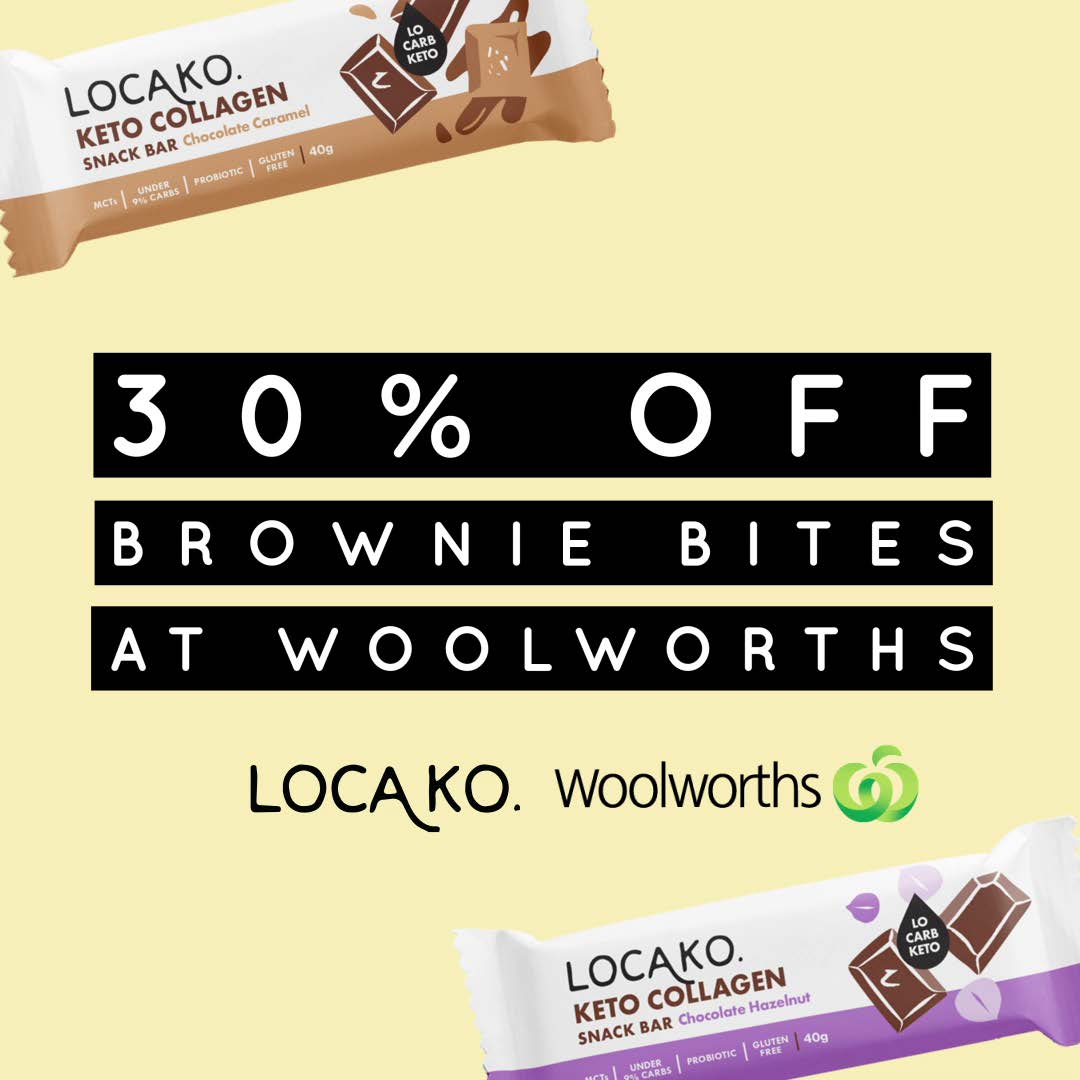 LO
CARB
KETO
LOCAKO.
KETO COLLAGEN
SNACK BAR Chocolate Caramel
MCTs | UNDER 9% CARBS | PROBIOTIC | GLUTEN FREE | 40g
30% OFF
BROWNIE BITES
AT WOOLWORTHS
LOCAKO. Woolworths
LO
CARB
KETO
LOCAKO.
KETO COLLAGEN
SNACK BAR Chocolate Hazelnut
MCTs | UNDER 9% CARBS | PROBIOTIC | GLUTEN FREE | 40g